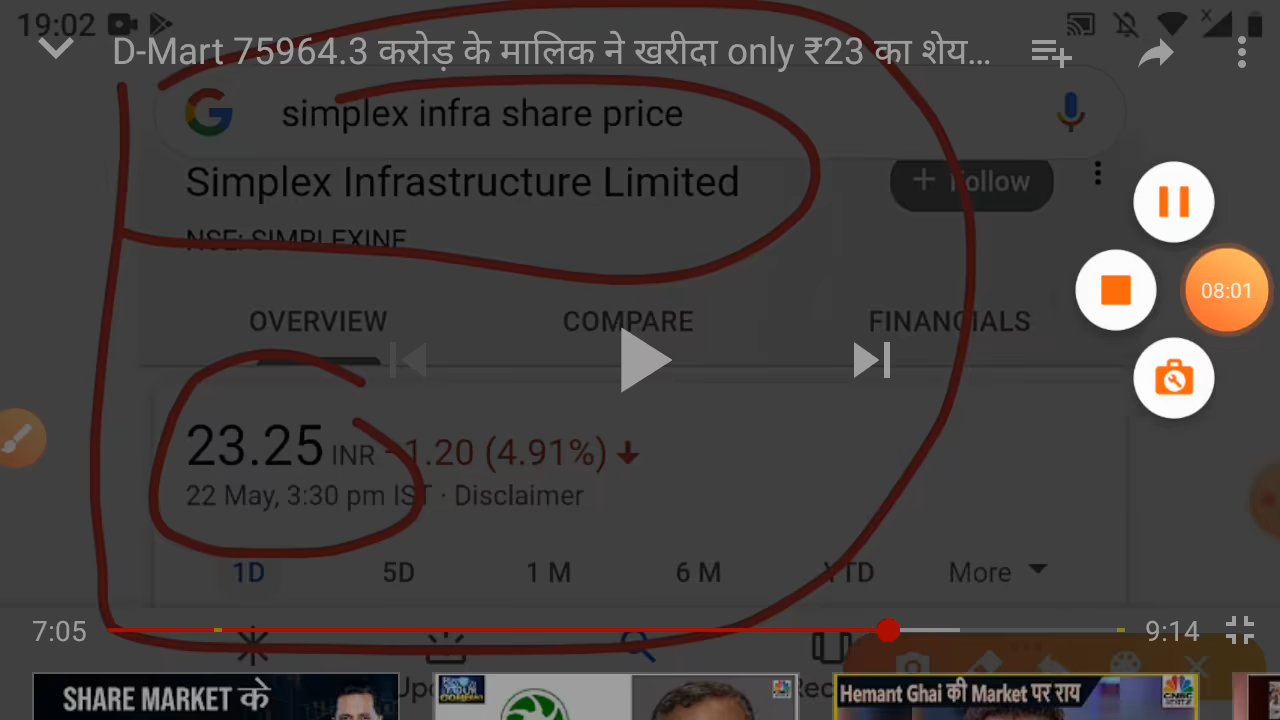 19:02
D-Mart 75964.3 करोड़ के मालिक ने खरीदा only ₹23 का शेय...
simplex infra share price
Simplex Infrastructure Limited
+ Follow
NSE: SIMPLEXINF
08:01
OVERVIEW COMPARE FINANCIALS
23.25 INR -1.20 (4.91%)
22 May, 3:30 pm IST · Disclaimer
1D 5D 1 M 6 M YTD More
7:05 9:14
SHARE MARKET के
Hemant Ghai की Market पर राय
CNBC